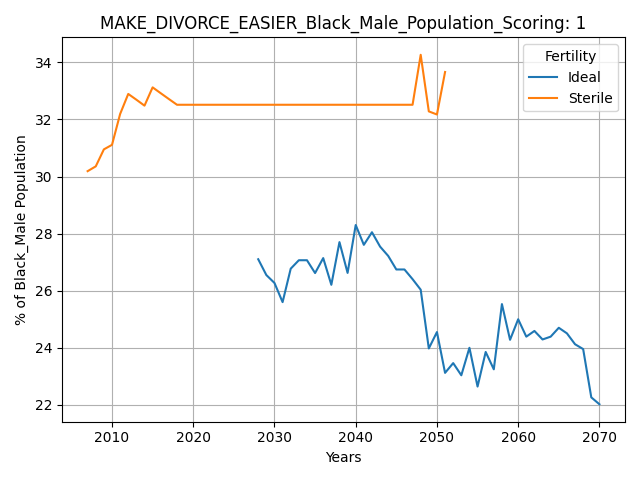 MAKE_DIVORCE_EASIER_Black_Male_Population_Scoring: 1
Fertility
Ideal
Sterile
% of Black_Male Population
34
32
30
28
26
24
22
2010 2020 2030 2040 2050 2060 2070
Years